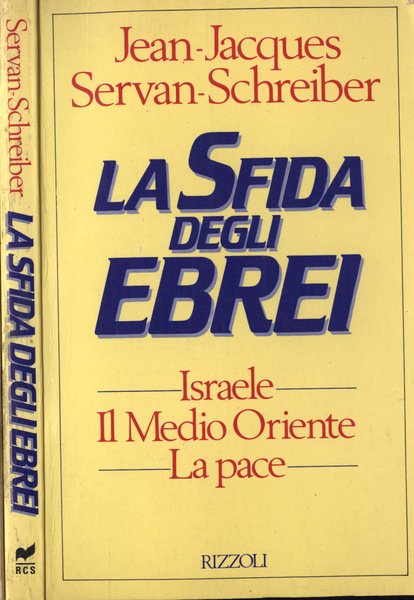 Servan-Schreiber
LA SFIDA DEGLI EBREI
RCS
Jean-Jacques
Servan-Schreiber
LA SFIDA
DEGLI
EBREI
Israele
Il Medio Oriente
La pace
RIZZOLI